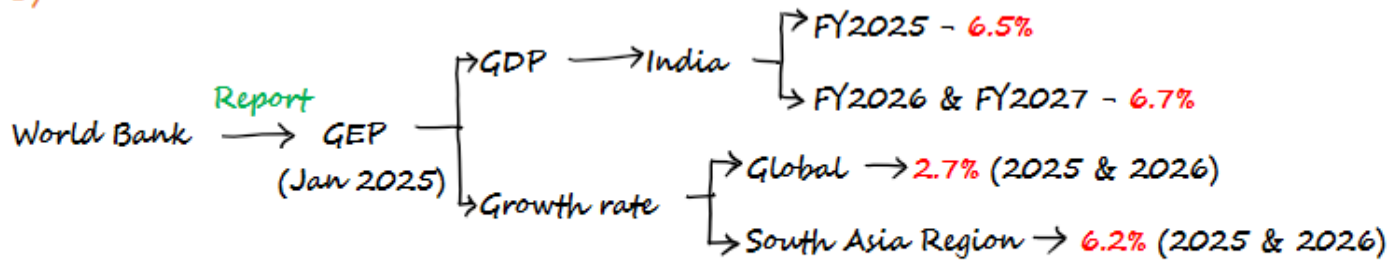 FY2025 - 6.5%
GDP → India
Report
FY2026 & FY2027 - 6.7%
World Bank → GEP
Global → 2.7% (2025 & 2026)
(Jan 2025)
Growth rate
South Asia Region → 6.2% (2025 & 2026)